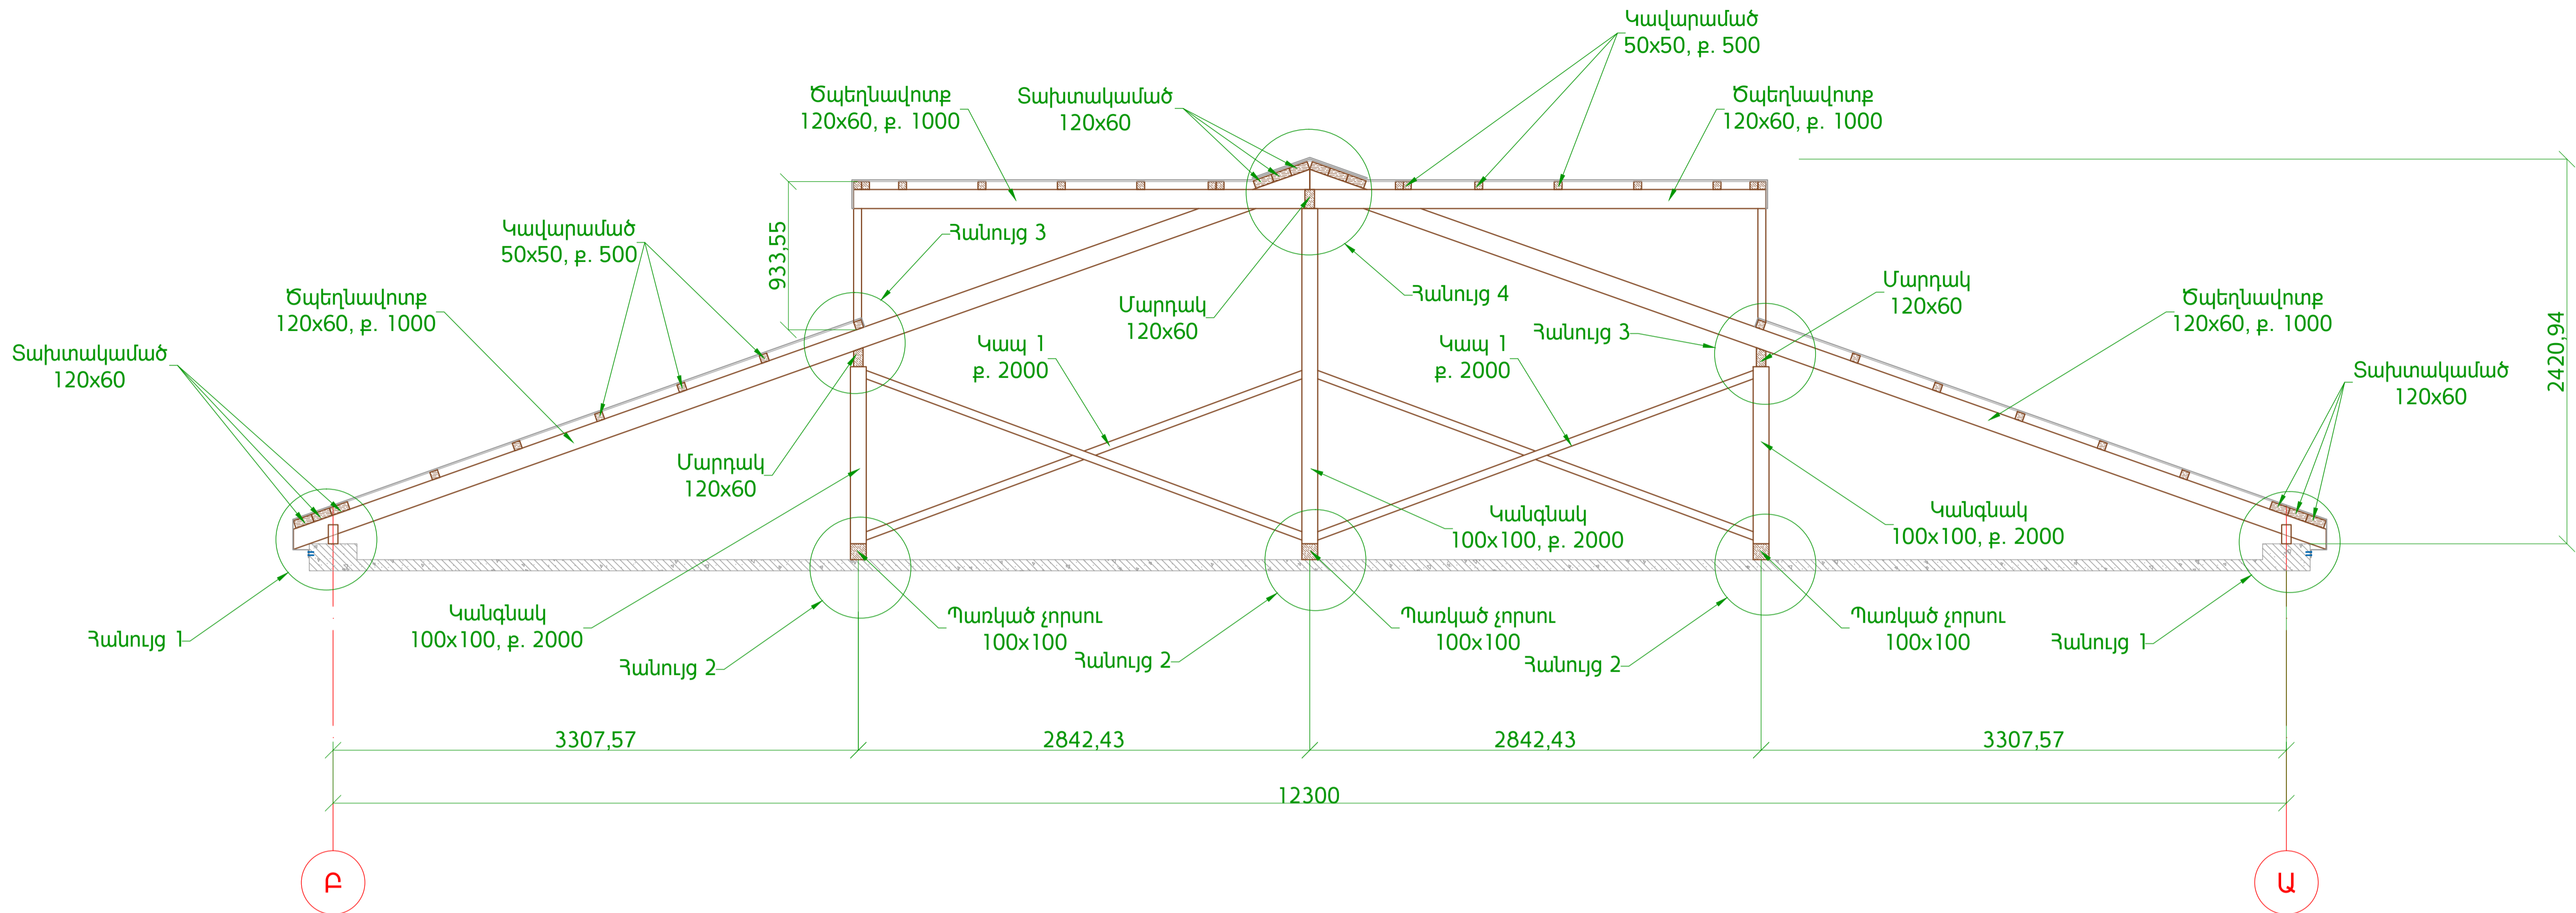 Կավարամած
50x50, ք. 500
Ծպեղնավոտք
120x60, ք. 1000
Տախտակամած
120x60
Ծպեղնավոտք
120x60, ք. 1000
Կավարամած
50x50, ք. 500
933,55
Հանույց 3
Ծպեղնավոտք
120x60, ք. 1000
Մարդակ
120x60
Հանույց 4
Մարդակ
120x60
Ծպեղնավոտք
120x60, ք. 1000
2420,94
Տախտակամած
120x60
Կապ 1
ք. 2000
Կապ 1
ք. 2000
Հանույց 3
Տախտակամած
120x60
Մարդակ
120x60
Կանգնակ
100x100, ք. 2000
Կանգնակ
100x100, ք. 2000
Հանույց 1
Կանգնակ
100x100, ք. 2000
Հանույց 2
Պառկած չորսու
100x100
Հանույց 2
Պառկած չորսու
100x100
Հանույց 2
Պառկած չորսու
100x100
Հանույց 1
3307,57
2842,43
2842,43
3307,57
12300
Բ
Ա